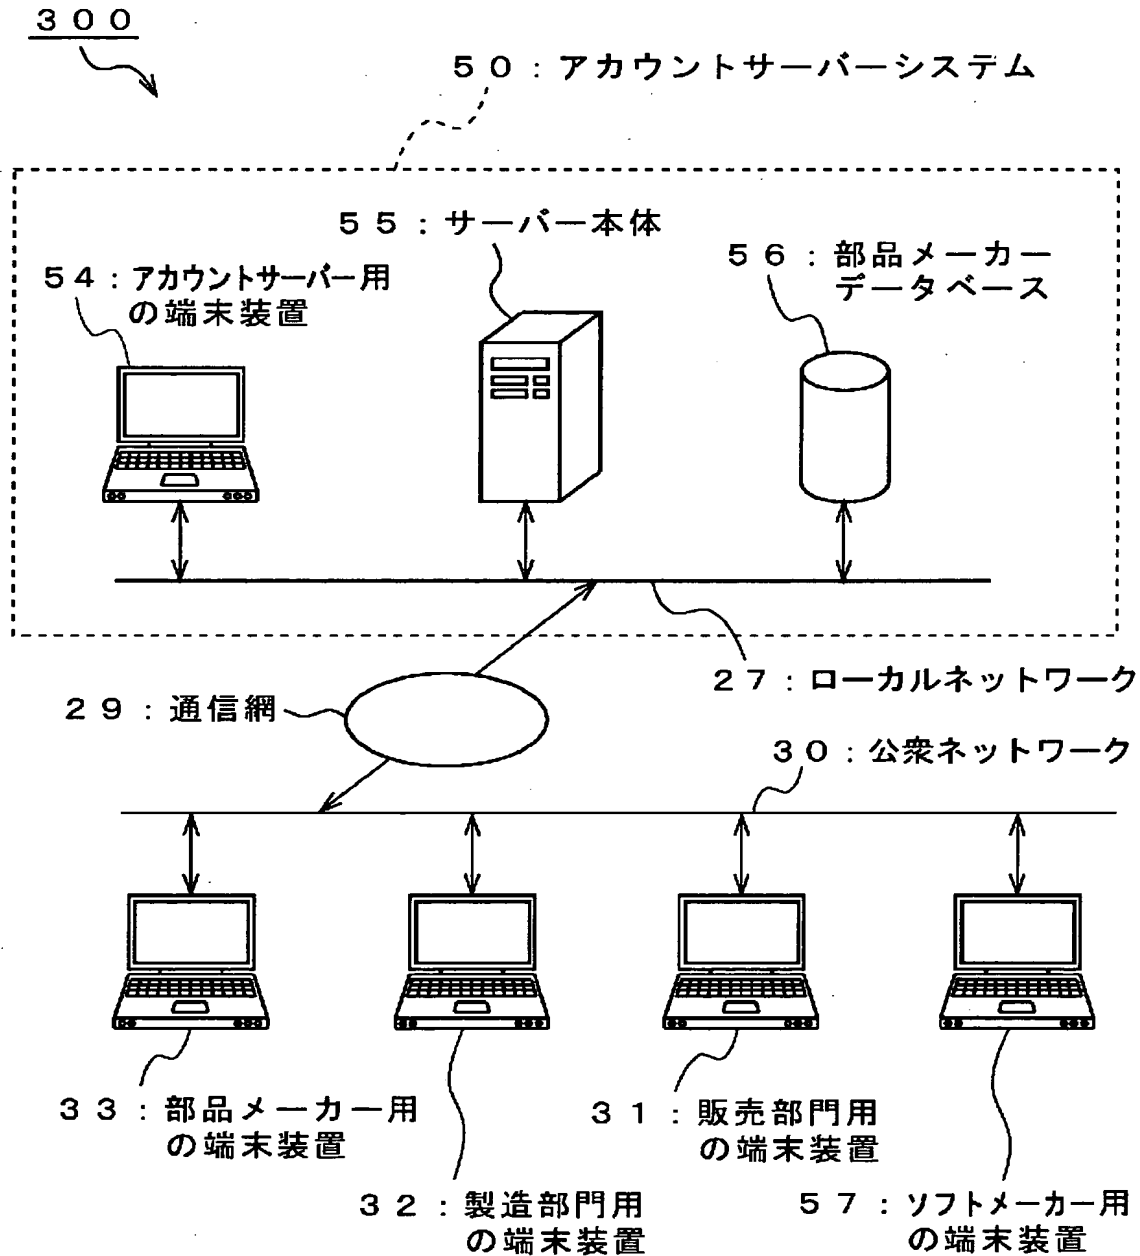 300
50：アカウントサーバーシステム
55：サーバー本体
56：部品メーカー
データベース
54：アカウントサーバー用
の端末装置
27：ローカルネットワーク
29：通信網
30：公衆ネットワーク
33：部品メーカー用
の端末装置
31：販売部門用
の端末装置
32：製造部門用
の端末装置
57：ソフトメーカー用
の端末装置